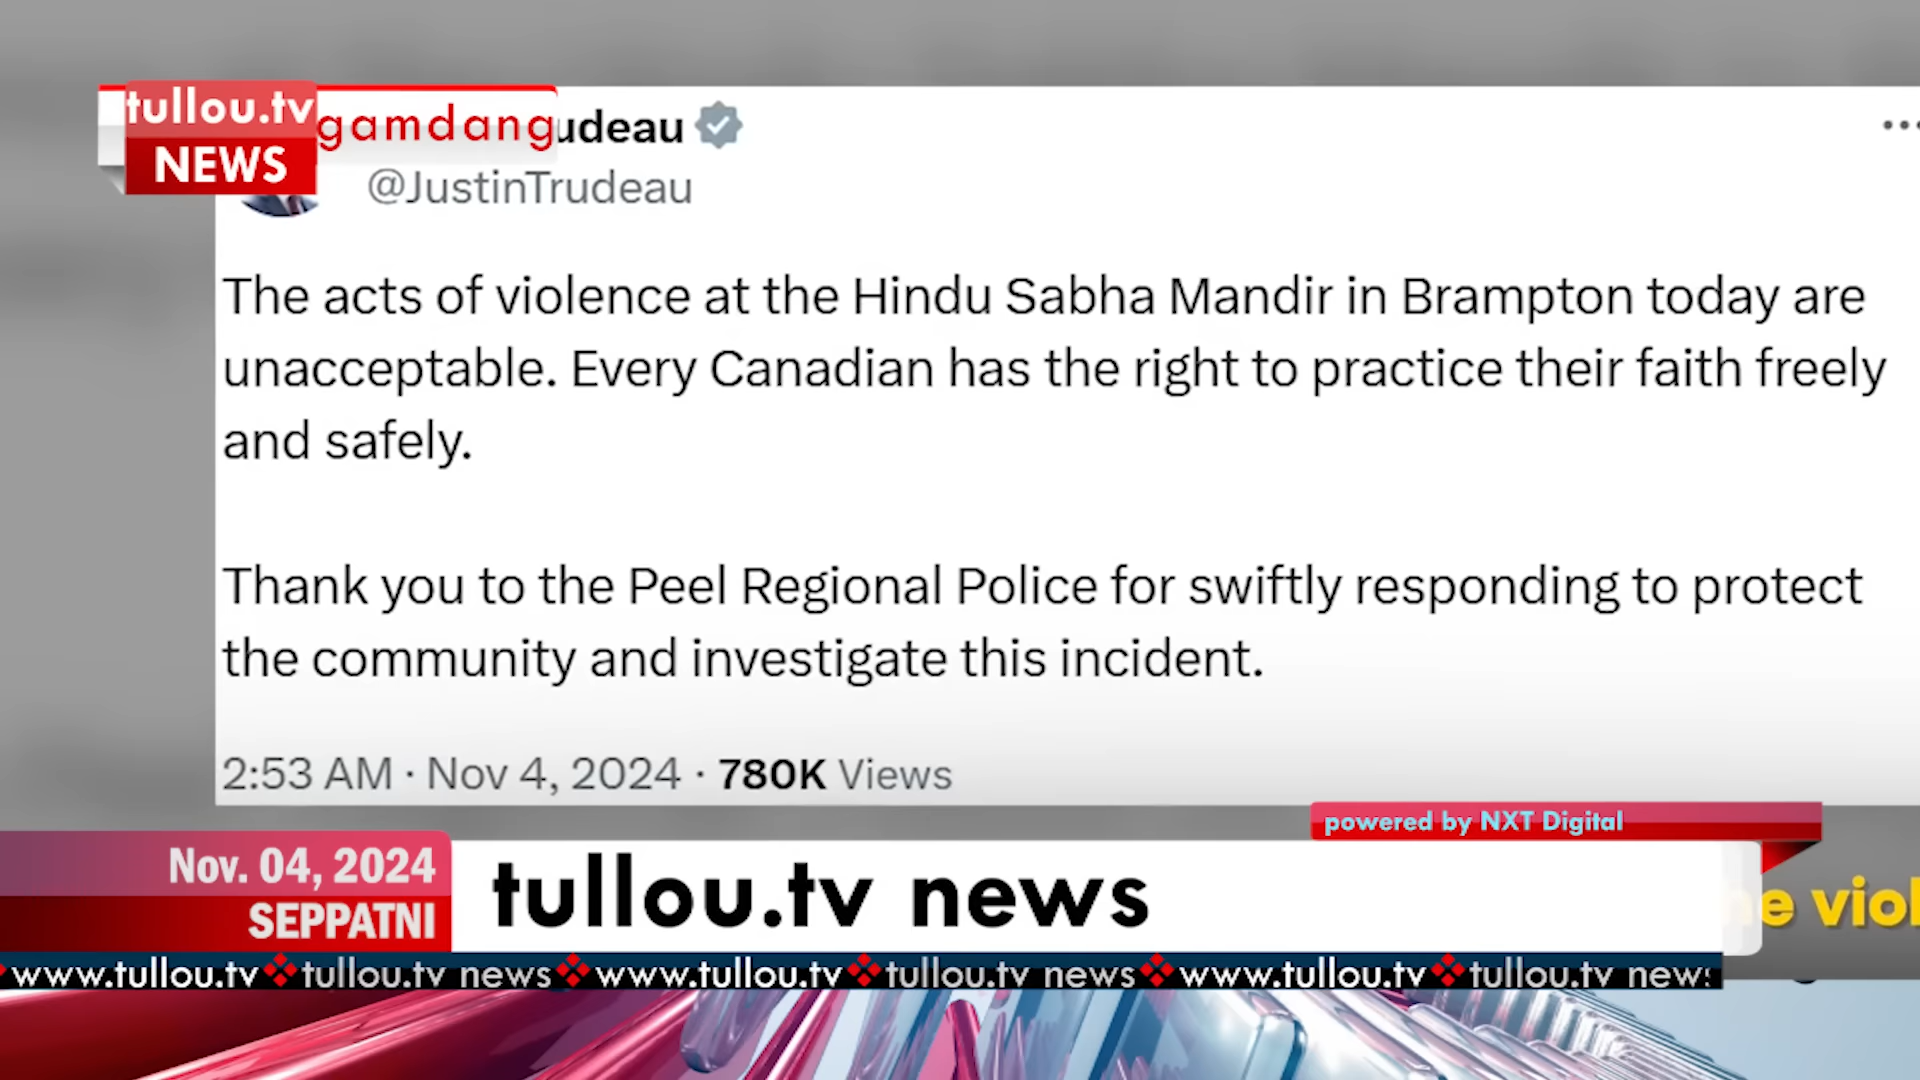 tullou.tv
NEWS
gamdang
udeau
@JustinTrudeau
The acts of violence at the Hindu Sabha Mandir in Brampton today are
unacceptable. Every Canadian has the right to practice their faith freely
and safely.
Thank you to the Peel Regional Police for swiftly responding to protect
the community and investigate this incident.
2:53 AM · Nov 4, 2024 · 780K Views
powered by NXT Digital
Nov. 04, 2024
SEPPATNI
tullou.tv news
www.tullou.tv tullou.tv news www.tullou.tv tullou.tv news www.tullou.tv tullou.tv news